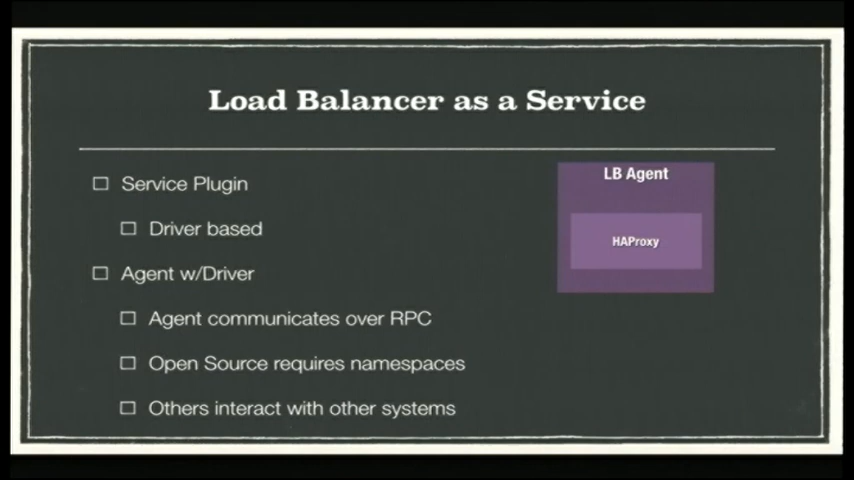 Load Balancer as a Service
Service Plugin
Driver based
Agent w/Driver
Agent communicates over RPC
Open Source requires namespaces
Others interact with other systems
LB Agent
HAProxy